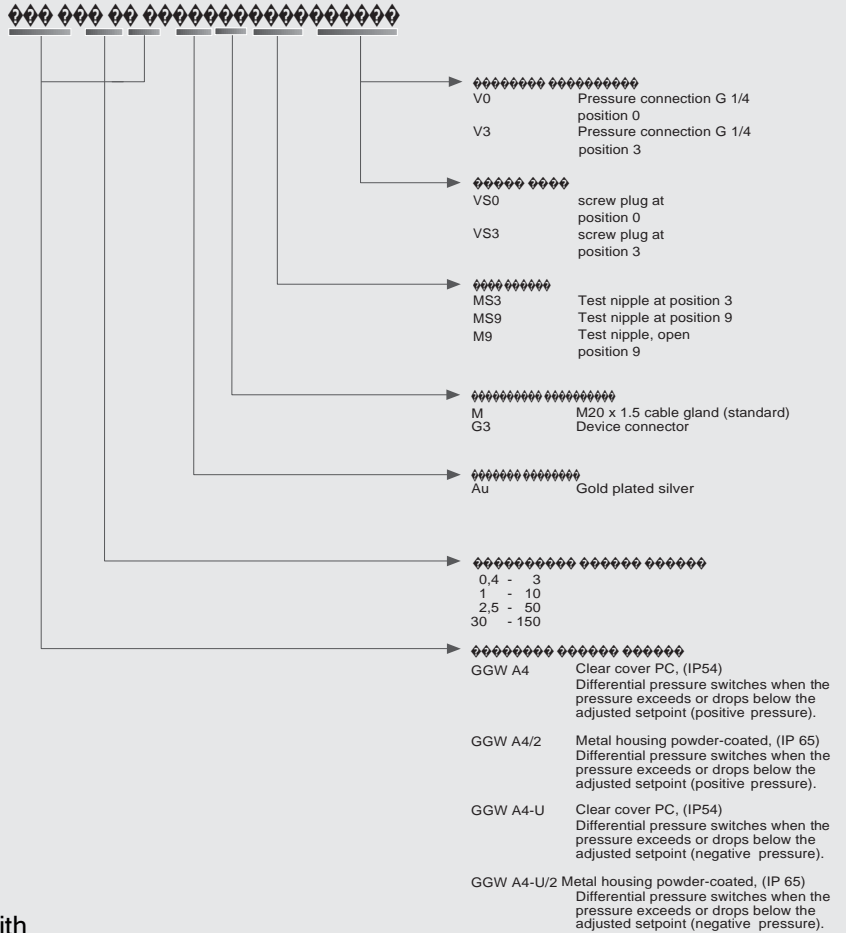 V0 Pressure connection G 1/4
position 0
V3 Pressure connection G 1/4
position 3
VS0 screw plug at
position 0
VS3 screw plug at
position 3
MS3 Test nipple at position 3
MS9 Test nipple at position 9
M9 Test nipple, open
position 9
M M20 x 1.5 cable gland (standard)
G3 Device connector
Au Gold plated silver
0,4 - 3
1 - 10
2,5 - 50
30 - 150
GGW A4 Clear cover PC, (IP54)
Differential pressure switches when the
pressure exceeds or drops below the
adjusted setpoint (positive pressure).
GGW A4/2 Metal housing powder-coated, (IP 65)
Differential pressure switches when the
pressure exceeds or drops below the
adjusted setpoint (positive pressure).
GGW A4-U Clear cover PC, (IP54)
Differential pressure switches when the
pressure exceeds or drops below the
adjusted setpoint (negative pressure).
GGW A4-U/2 Metal housing powder-coated, (IP 65)
Differential pressure switches when the
pressure exceeds or drops below the
adjusted setpoint (negative pressure).